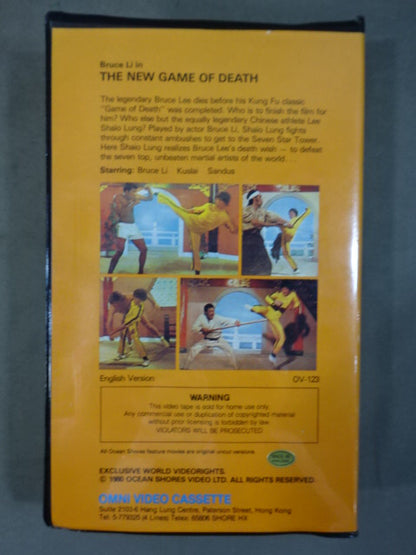 Bruce Li in
THE NEW GAME OF DEATH
The legendary Bruce Lee dies before his Kung Fu classic
"Game of Death" was completed. Who is to finish the film for
him? Who else but the equally legendary Chinese athlete Lee
Shaio Lung? Played by actor Bruce Li, Shaio Lung fights
through constant ambushes to get to the Seven Star Tower.
Here Shaio Lung realizes Bruce Lee's death wish — to defeat
the seven top, unbeaten martial artists of the world . . .
Starring: Bruce Li Kuslai Sandus
English Version
OV-123
WARNING
This video tape is sold for home use only.
Any commercial use or duplication of copyrighted material
without prior licensing is forbidden by law.
VIOLATORS WILL BE PROSECUTED
All Ocean Shores feature movies are original uncut versions.
EXCLUSIVE WORLD VIDEORIGHTS.
© 1980 OCEAN SHORES VIDEO LTD. ALL RIGHTS RESERVED.
OMNI VIDEO CASSETTE
Suite 2103-6 Hang Lung Centre, Paterson Street, Hong Kong
Tel: 5-779325 (4 Lines) Telex: 65806 SHORE HX